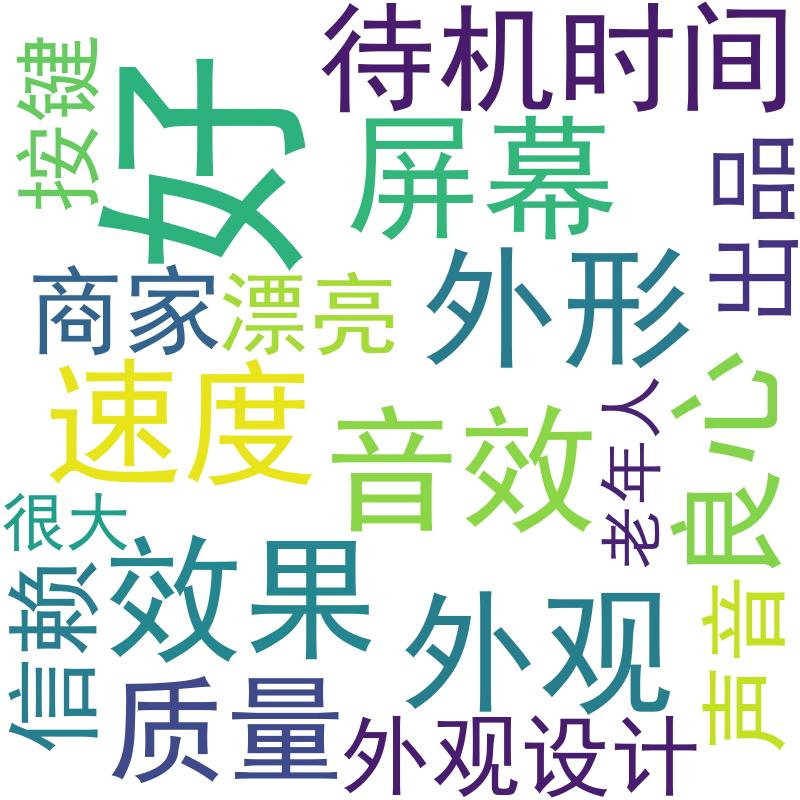 待机时间
按键
好
屏幕
出品
外形
商家
漂亮
速度
音效
老年人
良心
很大
效果
信赖
外观
声音
质量
外观设计